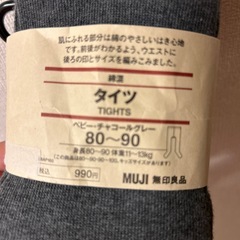 肌にふれる部分は綿のやさしいはき心地
です。前後がわかるよう、ウエストに
後ろの印とサイズを編みこみました。
綿混
タイツ
TIGHTS
ベビー・チャコールグレー
80〜90
身長80〜90 体重11〜13kg
税込 990円
MUJI 無印良品